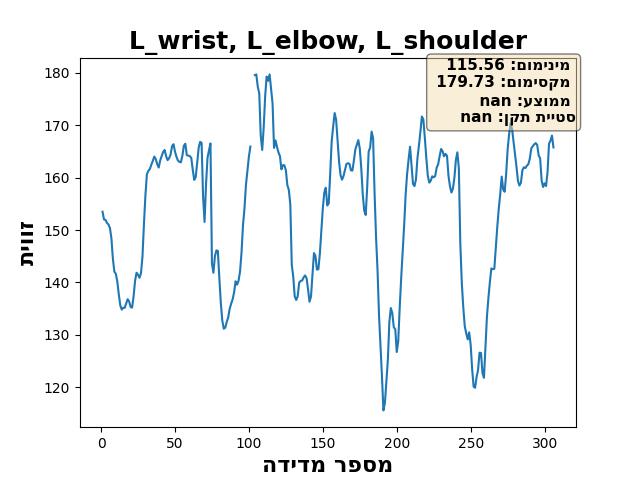 L_wrist, L_elbow, L_shoulder
מינימום: 115.56
מקסימום: 179.73
ממוצע: nan
סטיית תקן: nan
180
170
160
150
140
130
120
זווית
0 50 100 150 200 250 300
מספר מדידה